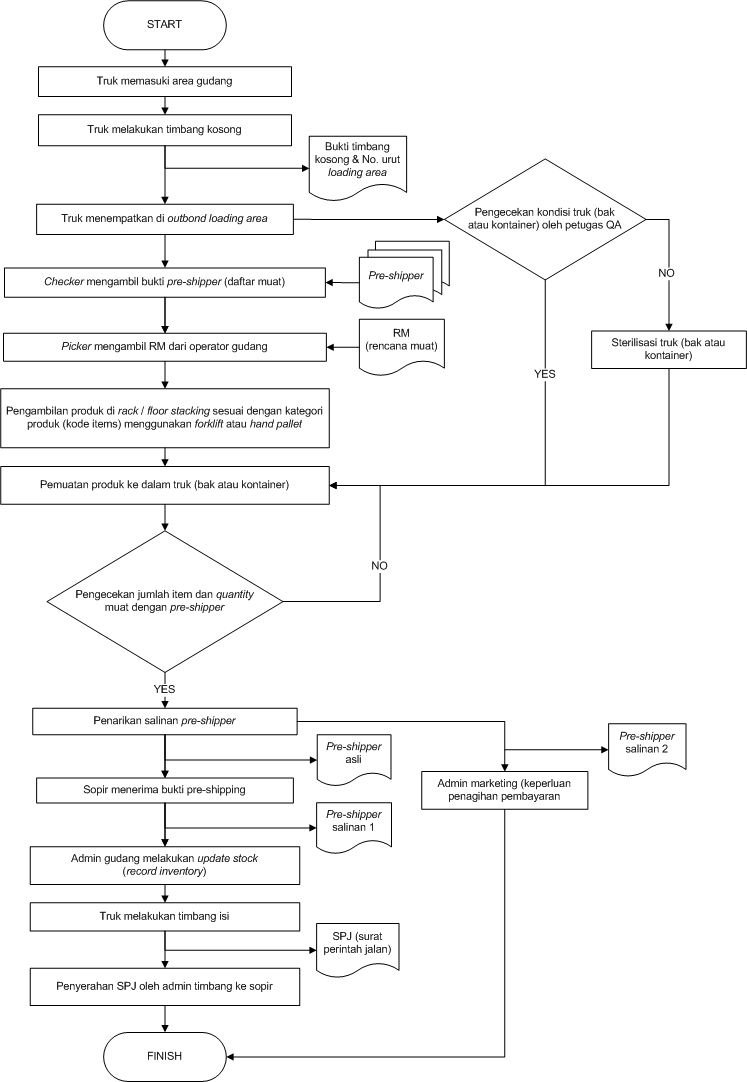 START
Truk memasuki area gudang
Truk melakukan timbang kosong
Bukti timbang
kosong & No. urut
loading area
Truk menempatkan di outbond loading area
Pengecekan kondisi truk (bak
atau kontainer) oleh petugas QA
NO
Checker mengambil bukti pre-shipper (daftar muat)
Pre-shipper
Picker mengambil RM dari operator gudang
RM
(rencana muat)
Sterilisasi truk (bak atau
kontainer)
YES
Pengambilan produk di rack / floor stacking sesuai dengan kategori
produk (kode items) menggunakan forklift atau hand pallet
Pemuatan produk ke dalam truk (bak atau kontainer)
NO
Pengecekan jumlah item dan quantity
muat dengan pre-shipper
YES
Penarikan salinan pre-shipper
Pre-shipper
asli
Pre-shipper
salinan 2
Sopir menerima bukti pre-shipping
Admin marketing (keperluan
penagihan pembayaran
Pre-shipper
salinan 1
Admin gudang melakukan update stock
(record inventory)
Truk melakukan timbang isi
SPJ (surat
perintah jalan)
Penyerahan SPJ oleh admin timbang ke sopir
FINISH